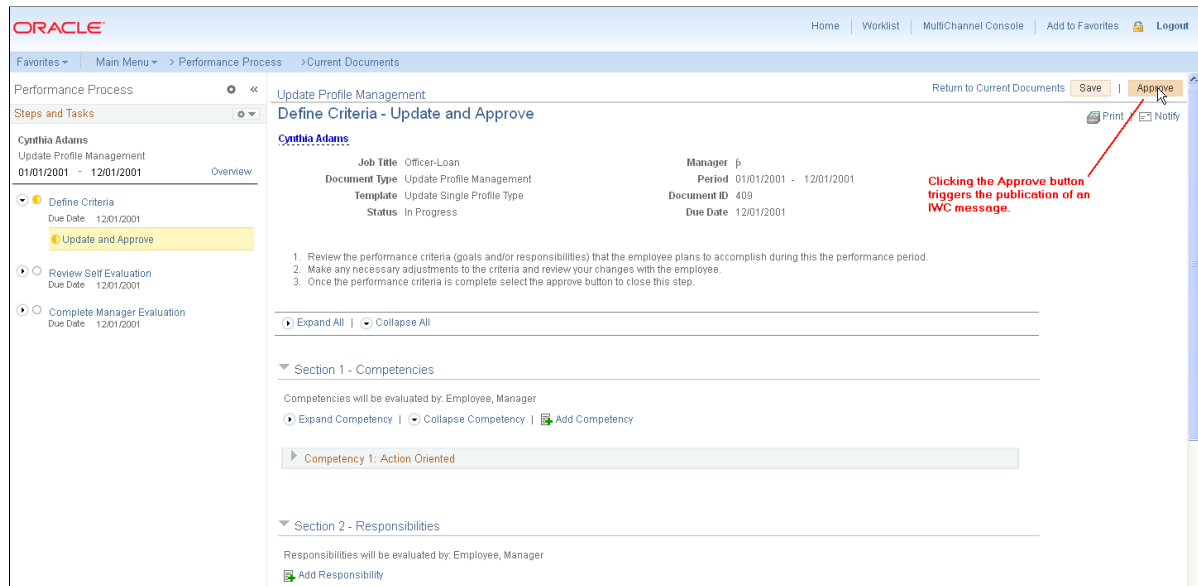 ORACLE
Home | Worklist | MultiChannel Console | Add to Favorites Logout
Favorites Main Menu > Performance Process >Current Documents
Performance Process «
Steps and Tasks
Cynthia Adams
Update Profile Management
01/01/2001 - 12/01/2001 Overview
Define Criteria
Due Date 12/01/2001
Update and Approve
Review Self Evaluation
Due Date 12/01/2001
Complete Manager Evaluation
Due Date 12/01/2001
Return to Current Documents Save | Approve
Update Profile Management
Define Criteria - Update and Approve
Print | Notify
Cynthia Adams
Job Title Officer-Loan Manager
Document Type Update Profile Management Period 01/01/2001 - 12/01/2001
Template Update Single Profile Type Document ID 409
Status In Progress Due Date 12/01/2001
Clicking the Approve button
triggers the publication of an
IWC message.
1. Review the performance criteria (goals and/or responsibilities) that the employee plans to accomplish during this the performance period.
2. Make any necessary adjustments to the criteria and review your changes with the employee.
3. Once the performance criteria is complete select the approve button to close this step.
Expand All | Collapse All
Section 1 - Competencies
Competencies will be evaluated by: Employee, Manager
Expand Competency | Collapse Competency | Add Competency
Competency 1: Action Oriented
Section 2 - Responsibilities
Responsibilities will be evaluated by: Employee, Manager
Add Responsibility